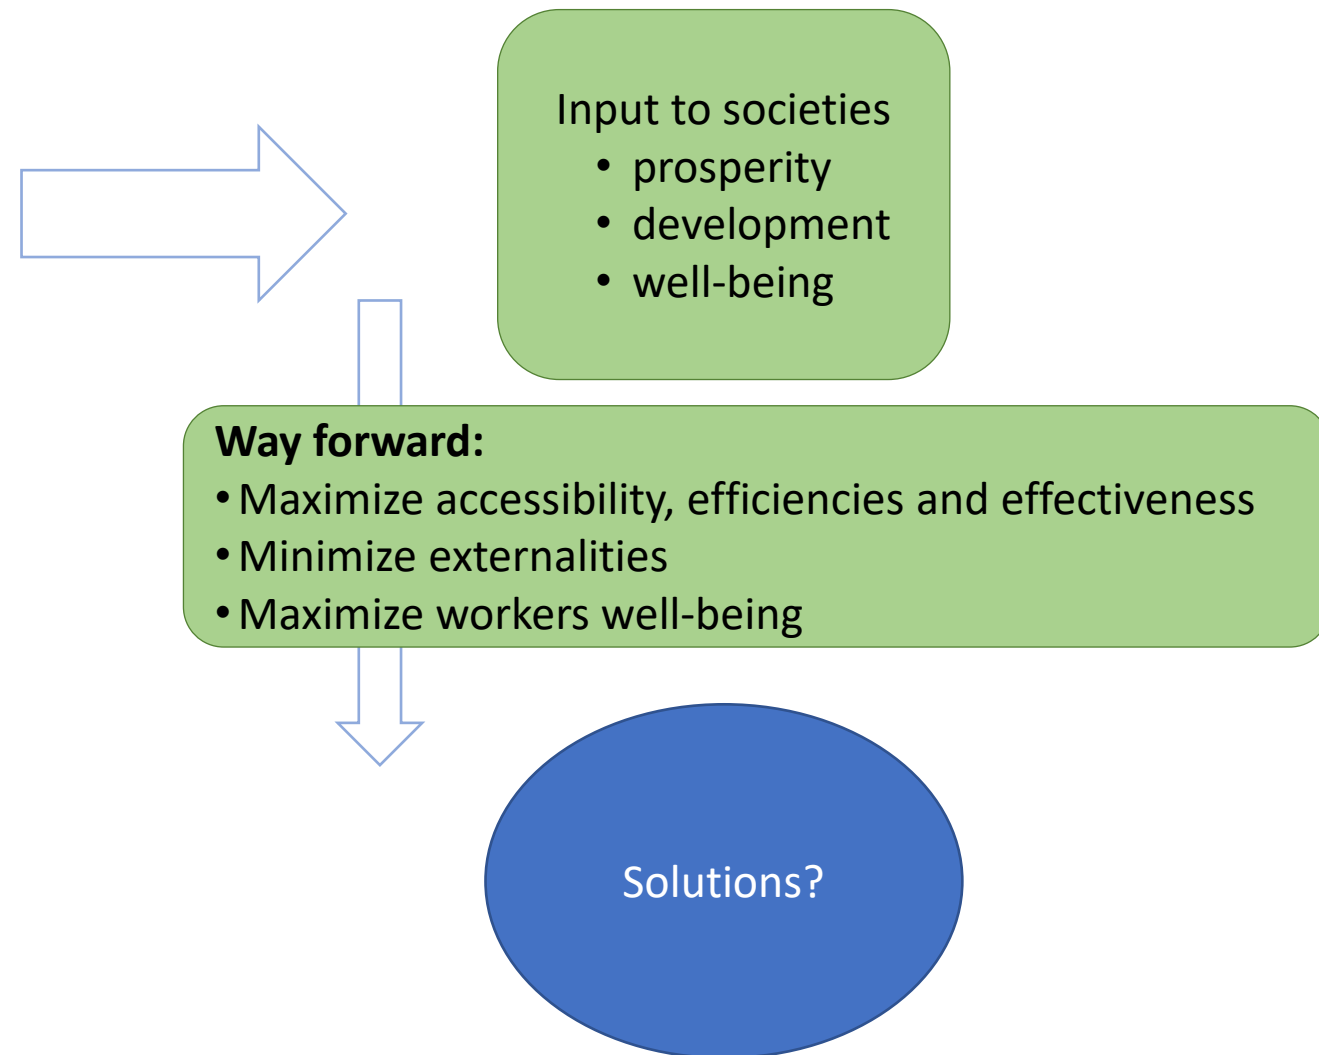 Input to societies
• prosperity
• development
• well-being
Way forward:
• Maximize accessibility, efficiencies and effectiveness
• Minimize externalities
• Maximize workers well-being
Solutions?